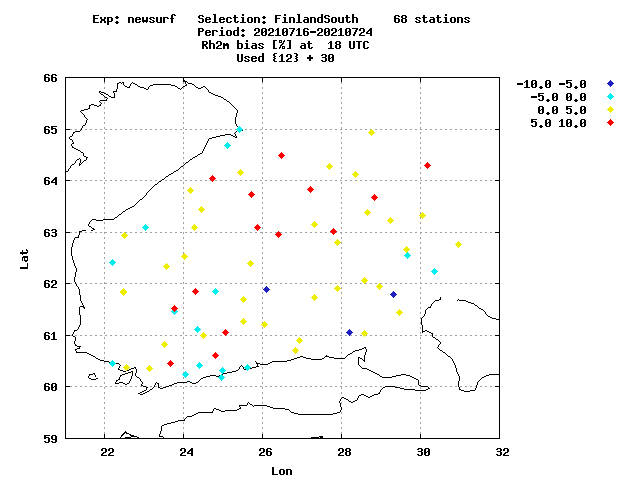 Exp: newsurf Selection: FinlandSouth 68 stations
Period: 20210716-20210724
Rh2m bias [%] at 18 UTC
Used {12} + 30
-10.0 -5.0
-5.0 0.0
0.0 5.0
5.0 10.0
66
65
64
63
62
61
60
59
Lat
22 24 26 28 30 32
Lon